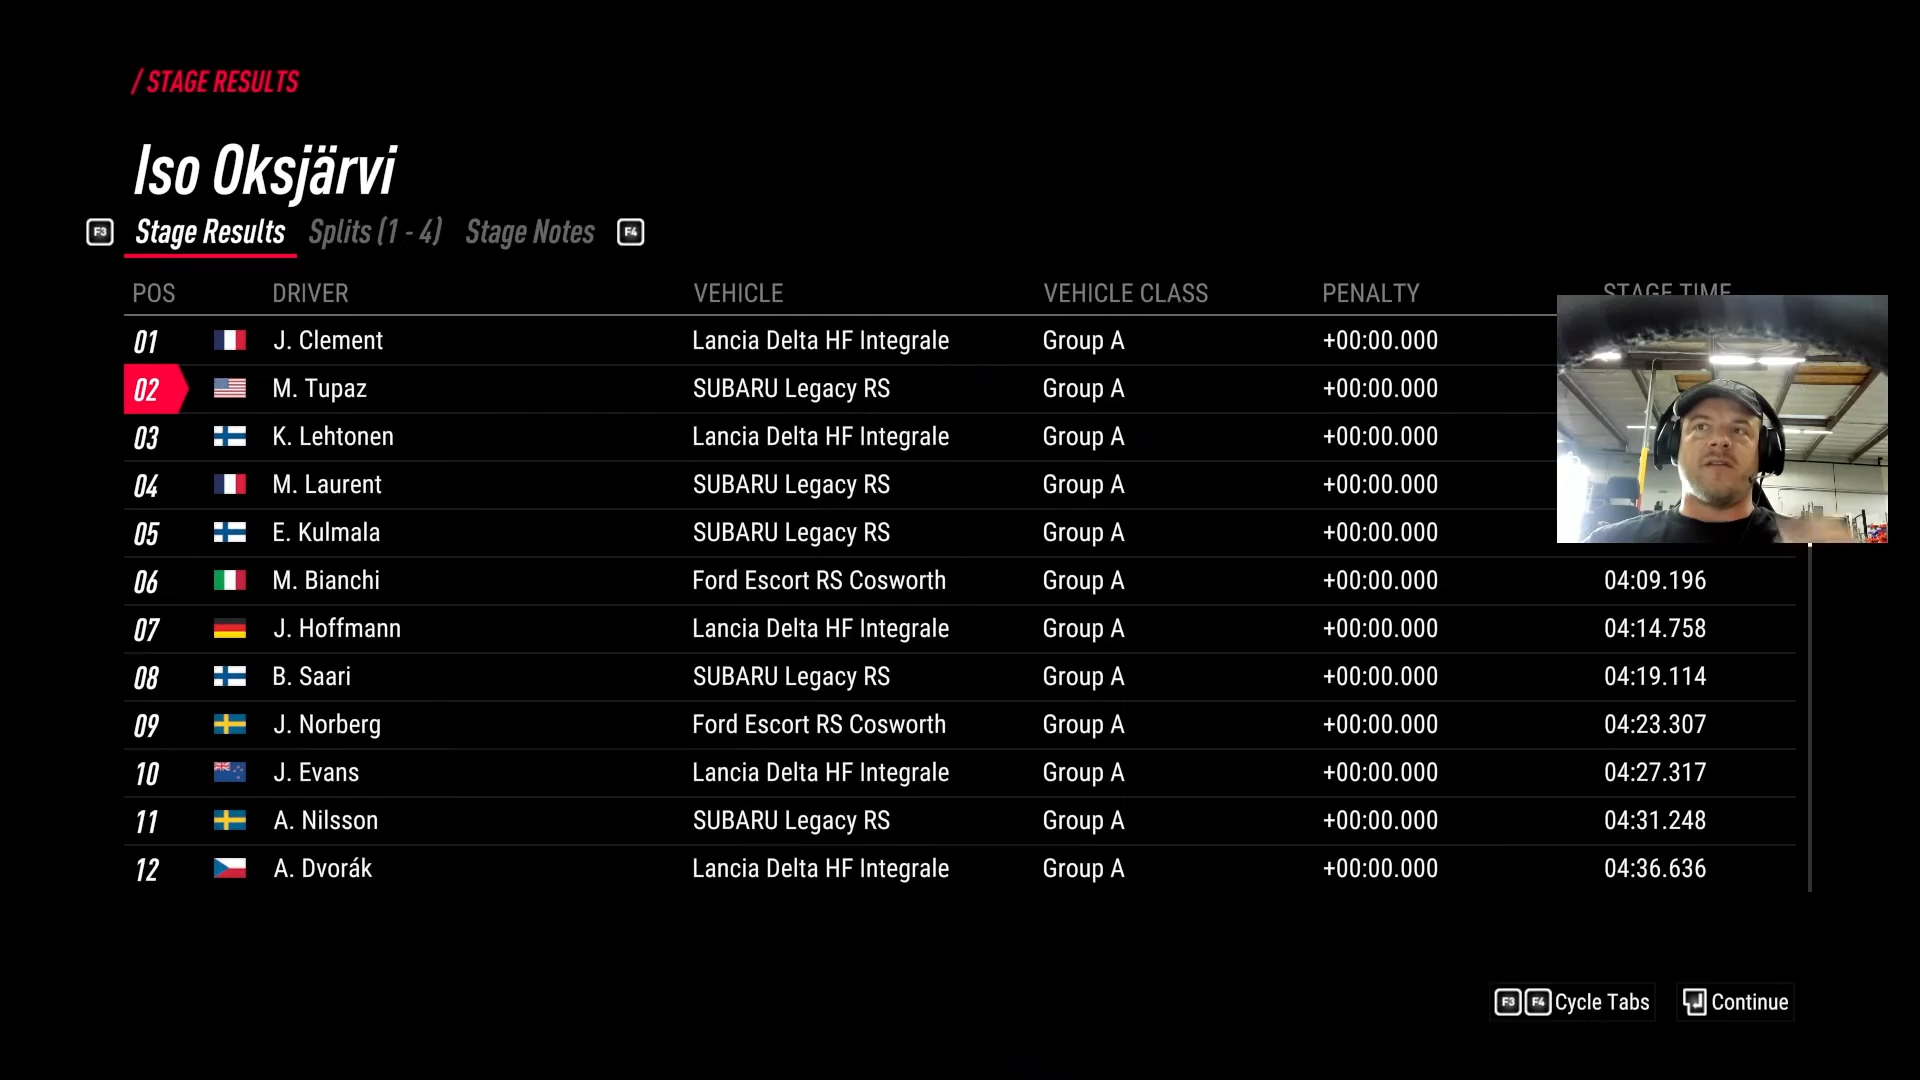 / STAGE RESULTS
Iso Oksjärvi
F3 Stage Results Splits (1 - 4) Stage Notes F4
POS DRIVER VEHICLE VEHICLE CLASS PENALTY STAGE TIME
01 J. Clement Lancia Delta HF Integrale Group A +00:00.000
02 M. Tupaz SUBARU Legacy RS Group A +00:00.000
03 K. Lehtonen Lancia Delta HF Integrale Group A +00:00.000
04 M. Laurent SUBARU Legacy RS Group A +00:00.000
05 E. Kulmala SUBARU Legacy RS Group A +00:00.000
06 M. Bianchi Ford Escort RS Cosworth Group A +00:00.000 04:09.196
07 J. Hoffmann Lancia Delta HF Integrale Group A +00:00.000 04:14.758
08 B. Saari SUBARU Legacy RS Group A +00:00.000 04:19.114
09 J. Norberg Ford Escort RS Cosworth Group A +00:00.000 04:23.307
10 J. Evans Lancia Delta HF Integrale Group A +00:00.000 04:27.317
11 A. Nilsson SUBARU Legacy RS Group A +00:00.000 04:31.248
12 A. Dvorák Lancia Delta HF Integrale Group A +00:00.000 04:36.636
F3 F4 Cycle Tabs Continue